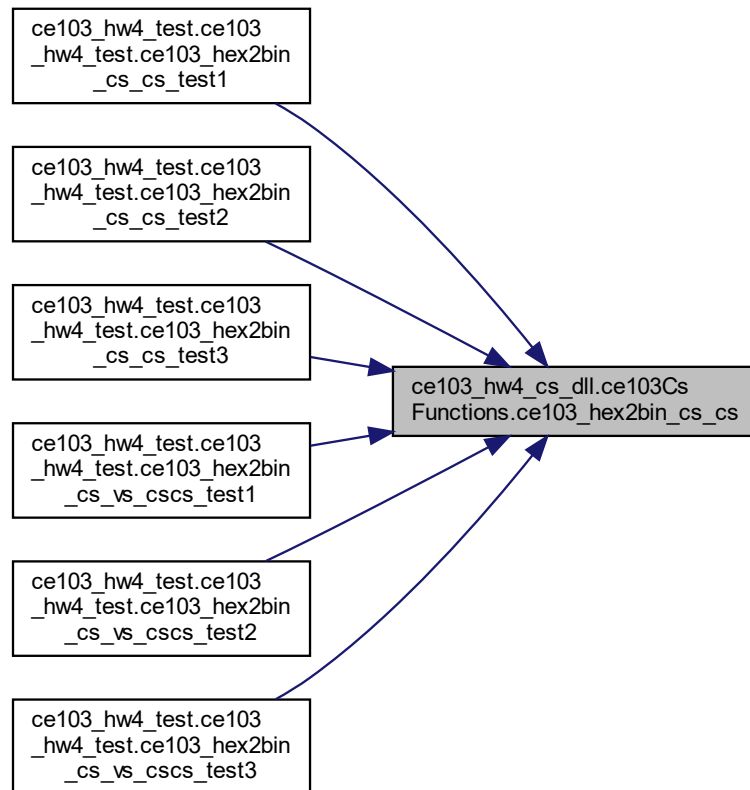 ce103_hw4_test.ce103
_hw4_test.ce103_hex2bin
_cs_cs_test1
ce103_hw4_test.ce103
_hw4_test.ce103_hex2bin
_cs_cs_test2
ce103_hw4_test.ce103
_hw4_test.ce103_hex2bin
_cs_cs_test3
ce103_hw4_cs_dll.ce103Cs
Functions.ce103_hex2bin_cs_cs
ce103_hw4_test.ce103
_hw4_test.ce103_hex2bin
_cs_vs_cscs_test1
ce103_hw4_test.ce103
_hw4_test.ce103_hex2bin
_cs_vs_cscs_test2
ce103_hw4_test.ce103
_hw4_test.ce103_hex2bin
_cs_vs_cscs_test3